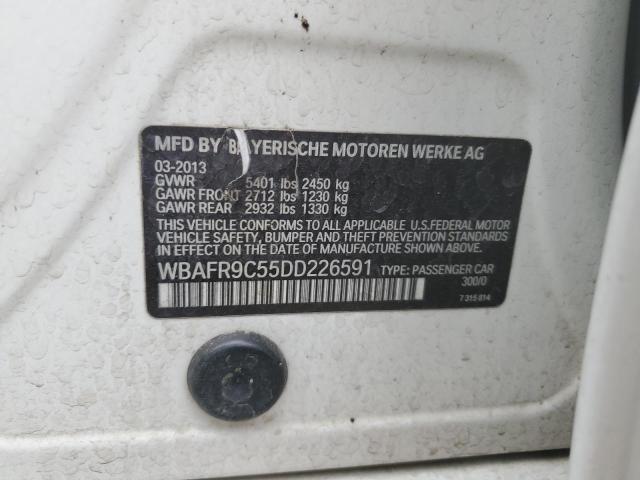 MFD BY BAYERISCHE MOTOREN WERKE AG
03-2013
GVWR 5401 lbs 2450 kg
GAWR FRONT 2712 lbs 1230 kg
GAWR REAR 2932 lbs 1330 kg
THIS VEHICLE CONFORMS TO ALL APPLICABLE U.S.FEDERAL MOTOR
VEHICLE SAFETY, BUMPER AND THEFT PREVENTION STANDARDS IN
EFFECT ON THE DATE OF MANUFACTURE SHOWN ABOVE.
WBAFR9C55DD226591 TYPE: PASSENGER CAR
300/0
7 315 814